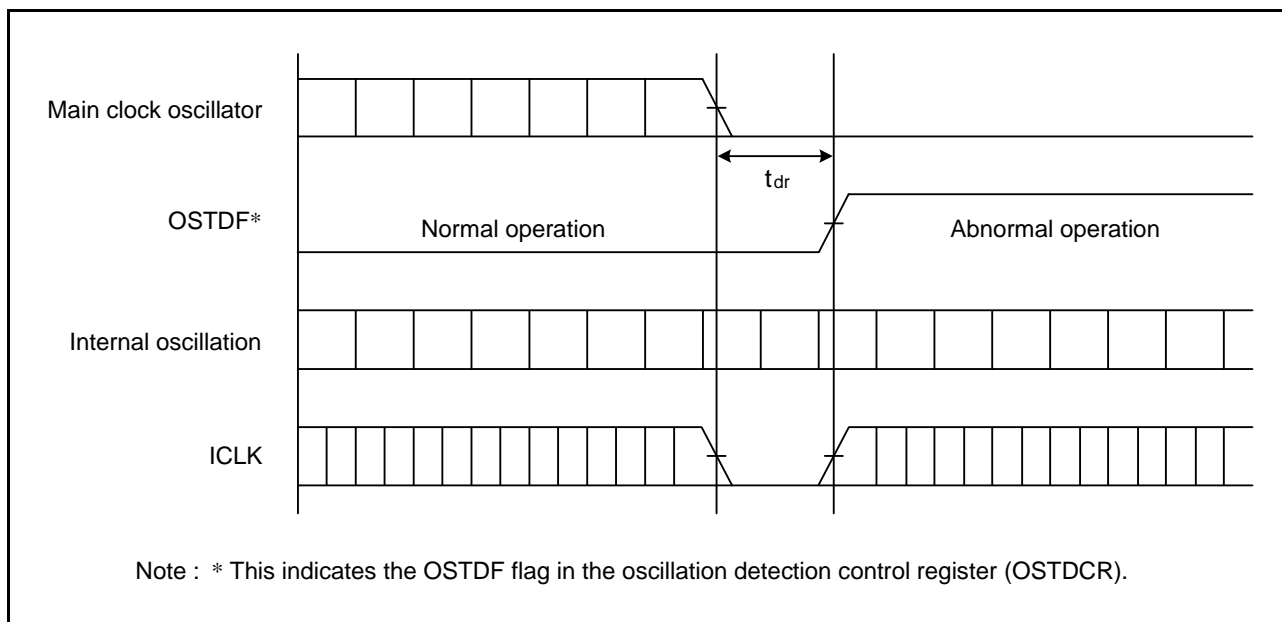 Main clock oscillator
tdr
OSTDF*
Normal operation
Abnormal operation
Internal oscillation
ICLK
Note : * This indicates the OSTDF flag in the oscillation detection control register (OSTDCR).